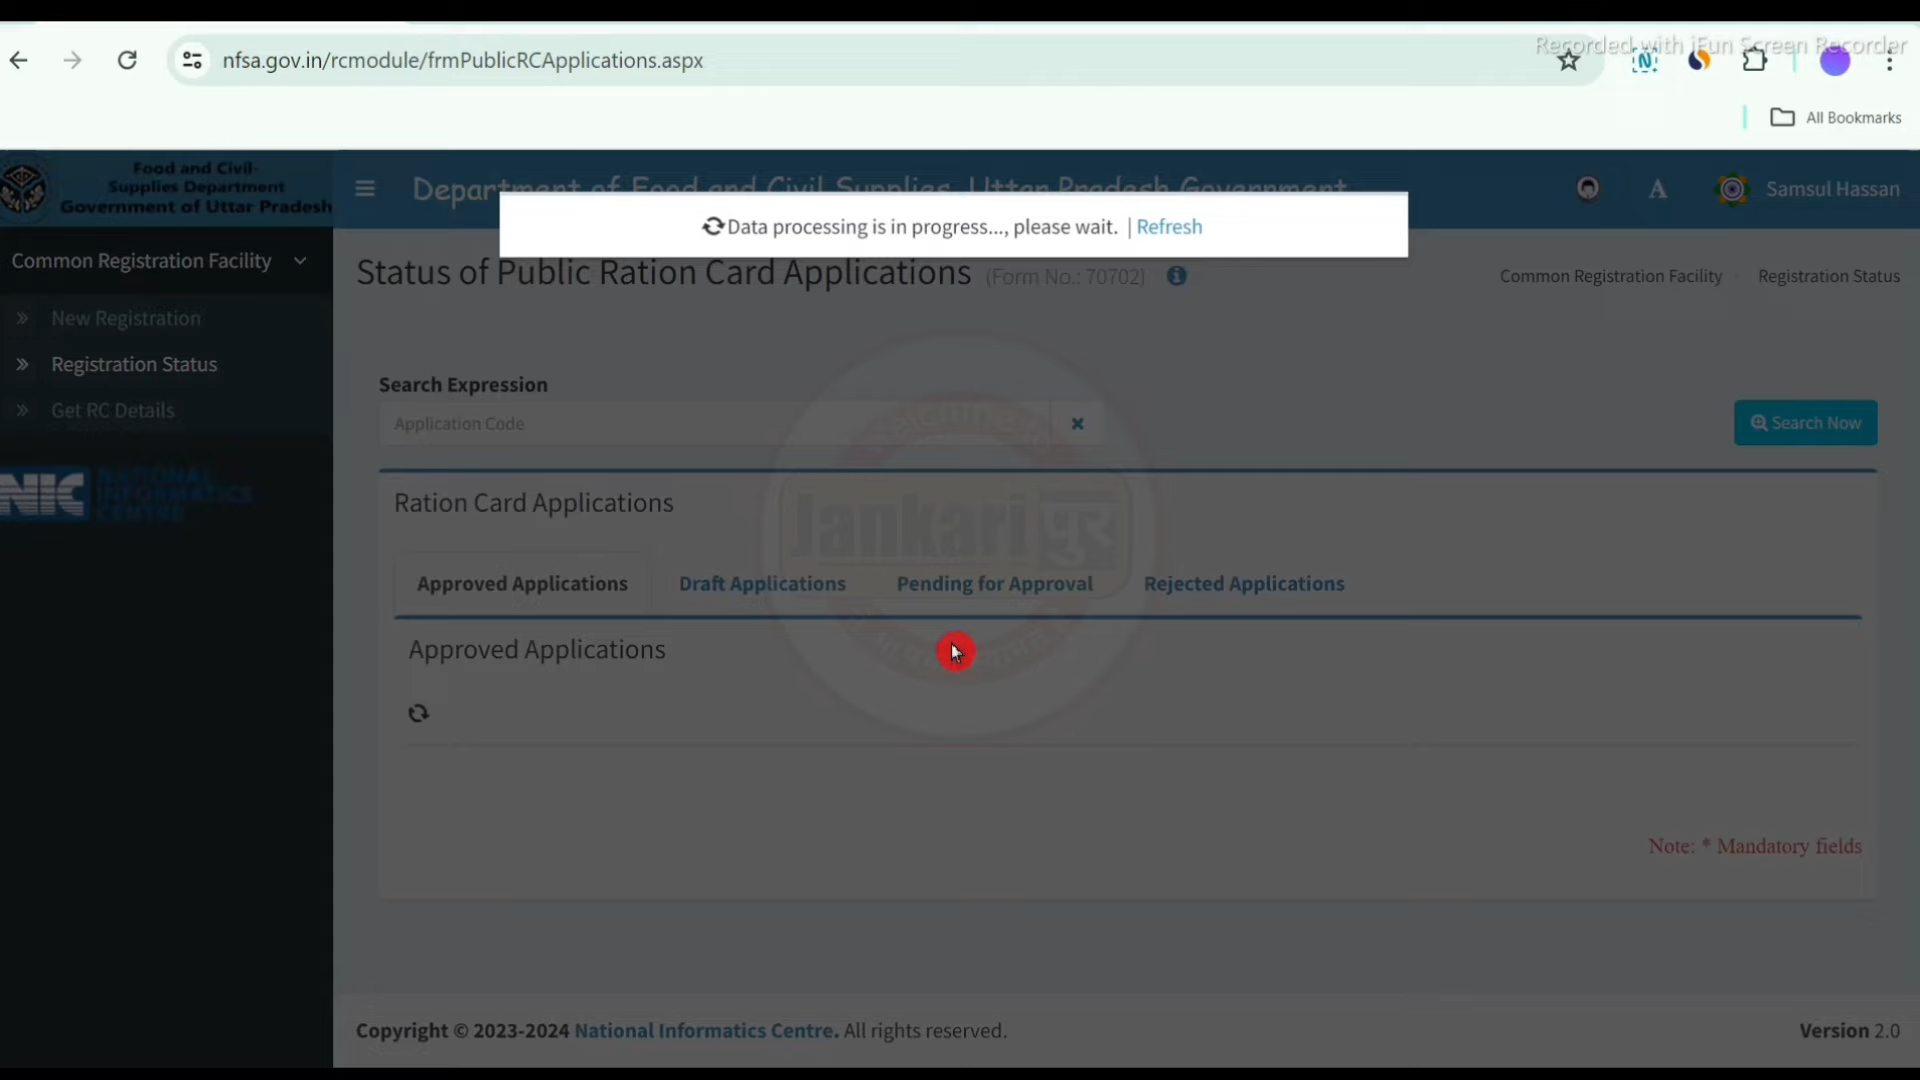 Recorded with iFun Screen Recorder
nfsa.gov.in/rcmodule/frmPublicRCApplications.aspx
All Bookmarks
Food and Civil-
Supplies Department
Government of Uttar Pradesh
Department of Food and Civil Supplies, Uttar Pradesh Government
A
Samsul Hassan
Data processing is in progress..., please wait. | Refresh
Common Registration Facility
New Registration
Registration Status
Get RC Details
NIC NATIONAL
INFORMATICS
CENTRE
Status of Public Ration Card Applications (Form No.: 70702)
Common Registration Facility Registration Status
Search Expression
Application Code
Search Now
Ration Card Applications
Jankari पुर
Approved Applications Draft Applications Pending for Approval Rejected Applications
Approved Applications
Note: * Mandatory fields
Copyright © 2023-2024 National Informatics Centre. All rights reserved.
Version 2.0